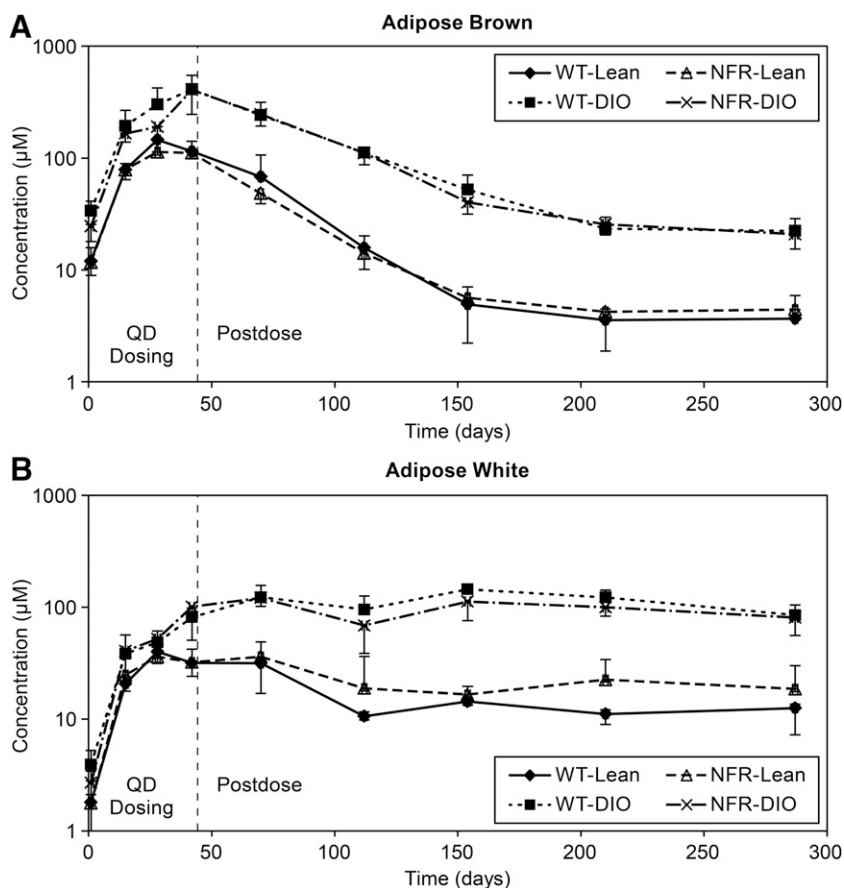 A
Adipose Brown
1000
100
10
1
Concentration (µM)
WT-Lean
NFR-Lean
WT-DIO
NFR-DIO
QD
Dosing
Postdose
0
50
100
150
200
250
300
Time (days)
B
Adipose White
1000
100
10
1
Concentration (µM)
QD
Dosing
Postdose
WT-Lean
NFR-Lean
WT-DIO
NFR-DIO
0
50
100
150
200
250
300
Time (days)